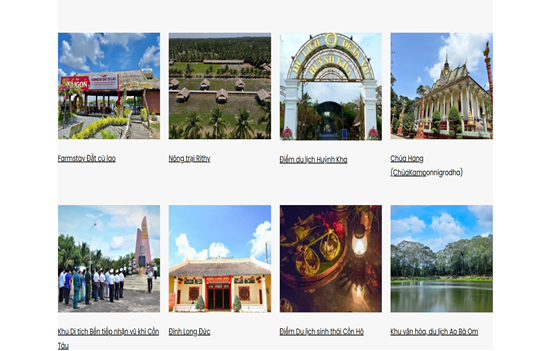 Farmstay Đất cù lao
Nông trại Rithy
Điểm du lịch Huỳnh Kha
Chùa Hang
(ChùaKamponnigrodha)
Khu Di tích Bến tiếp nhận vũ khí Cồn
Tàu
Đình Long Đức
Điểm Du lịch sinh thái Cồn Hô
Khu văn hóa, du lịch Ao Bà Om